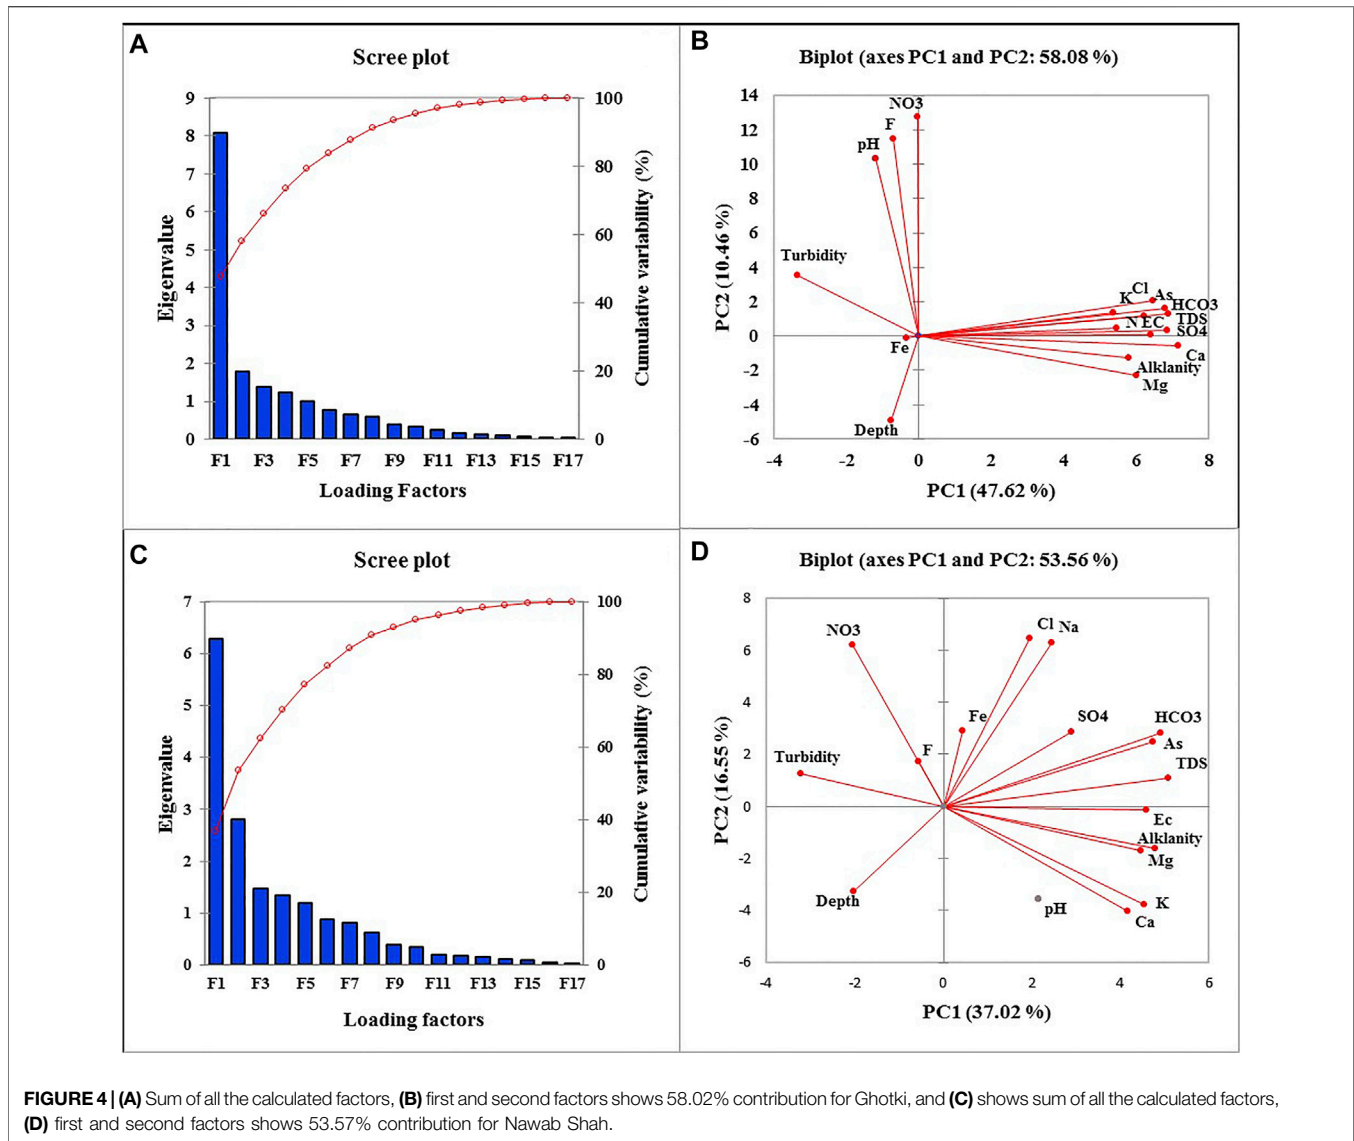 A
Scree plot
9
8
7
6
5
4
3
2
1
0
100
80
60
40
20
0
Eigenvalue
Cumulative variability (%)
F1 F3 F5 F7 F9 F11 F13 F15 F17
Loading Factors
B
Biplot (axes PC1 and PC2: 58.08 %)
14
12
10
8
6
4
2
0
-2
-4
-6
PC2 (10.46 %)
NO3
F
pH
Turbidity
Fe
Depth
Cl
As
K
HCO3
N EC
TDS
SO4
Ca
Alklanity
Mg
-4 -2 0 2 4 6 8
PC1 (47.62 %)
C
Scree plot
7
6
5
4
3
2
1
0
100
80
60
40
20
0
Eigenvalue
Cumulative variability (%)
F1 F3 F5 F7 F9 F11 F13 F15 F17
Loading factors
D
Biplot (axes PC1 and PC2: 53.56 %)
8
6
4
2
0
-2
-4
-6
PC2 (16.55 %)
NO3
Cl Na
Fe
SO4
HCO3
F
As
Turbidity
TDS
Ec
Alklanity
Mg
Depth
pH
K
Ca
-4 -2 0 2 4 6
PC1 (37.02 %)
FIGURE 4 | (A) Sum of all the calculated factors, (B) first and second factors shows 58.02% contribution for Ghotki, and (C) shows sum of all the calculated factors,
(D) first and second factors shows 53.57% contribution for Nawab Shah.